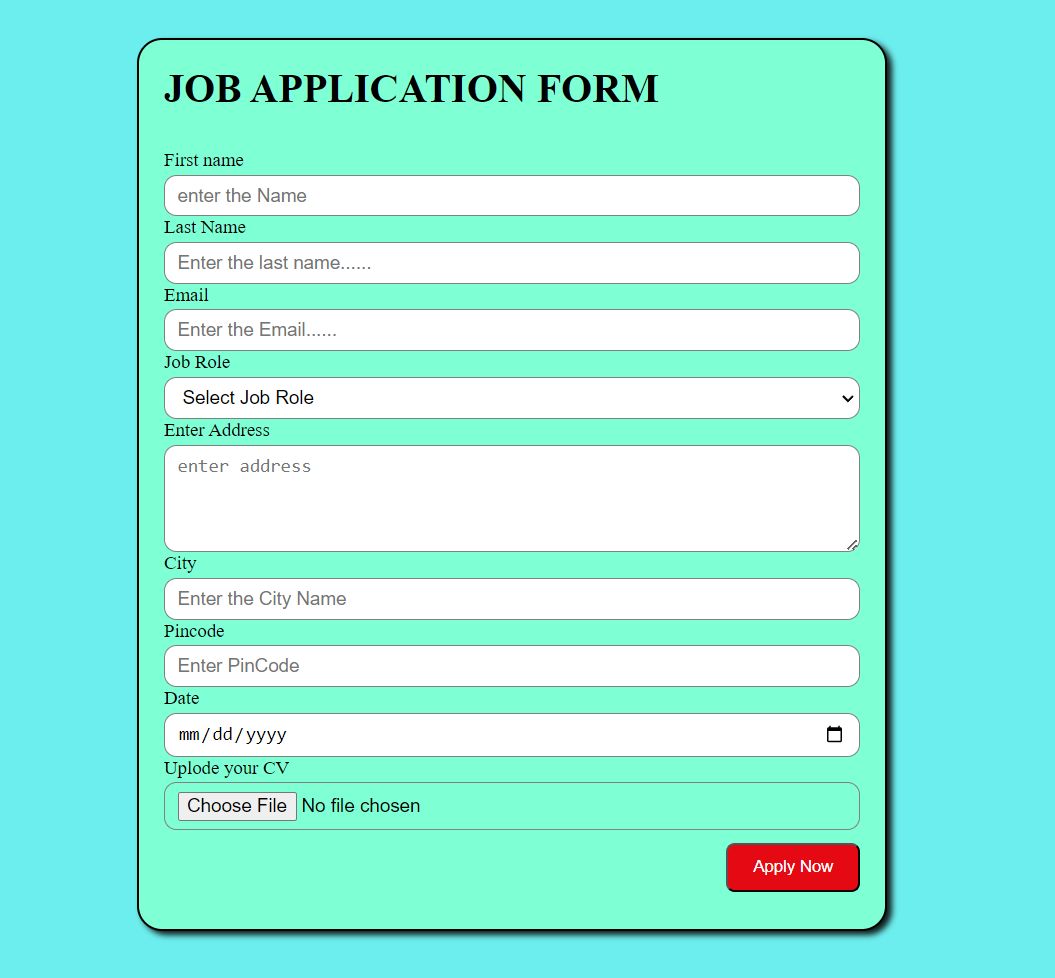 JOB APPLICATION FORM
First name
enter the Name
Last Name
Enter the last name......
Email
Enter the Email......
Job Role
Select Job Role
Enter Address
enter address
City
Enter the City Name
Pincode
Enter PinCode
Date
mm/dd/yyyy
Uplode your CV
Choose File No file chosen
Apply Now